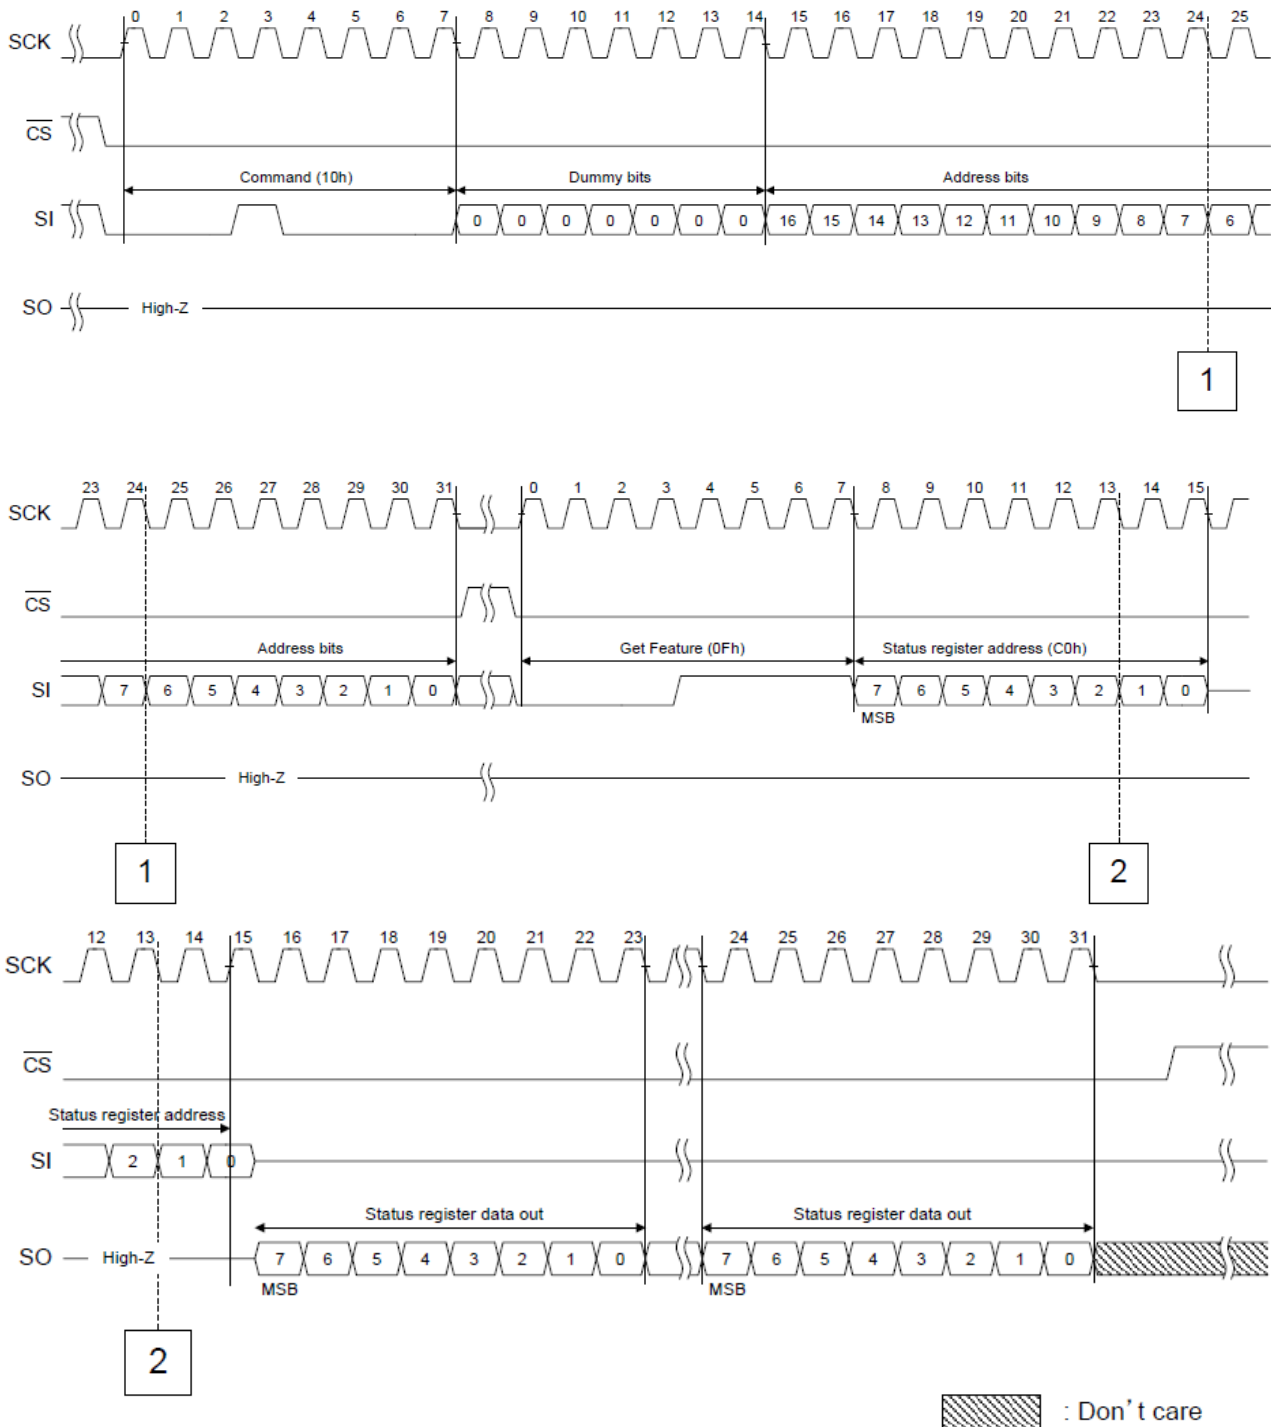 0 1 2 3 4 5 6 7 8 9 10 11 12 13 14 15 16 17 18 19 20 21 22 23 24 25
SCK
CS
Command (10h) Dummy bits Address bits
SI 0 0 0 0 0 0 0 16 15 14 13 12 11 10 9 8 7 6
SO High-Z
1
23 24 25 26 27 28 29 30 31 0 1 2 3 4 5 6 7 8 9 10 11 12 13 14 15
SCK
CS
Address bits Get Feature (0Fh) Status register address (C0h)
SI 7 6 5 4 3 2 1 0 7 6 5 4 3 2 1 0
MSB
SO High-Z
1 2
12 13 14 15 16 17 18 19 20 21 22 23 24 25 26 27 28 29 30 31
SCK
CS
Status register address
SI 2 1 0
Status register data out Status register data out
SO High-Z 7 6 5 4 3 2 1 0 7 6 5 4 3 2 1 0
MSB MSB
2
: Don't care